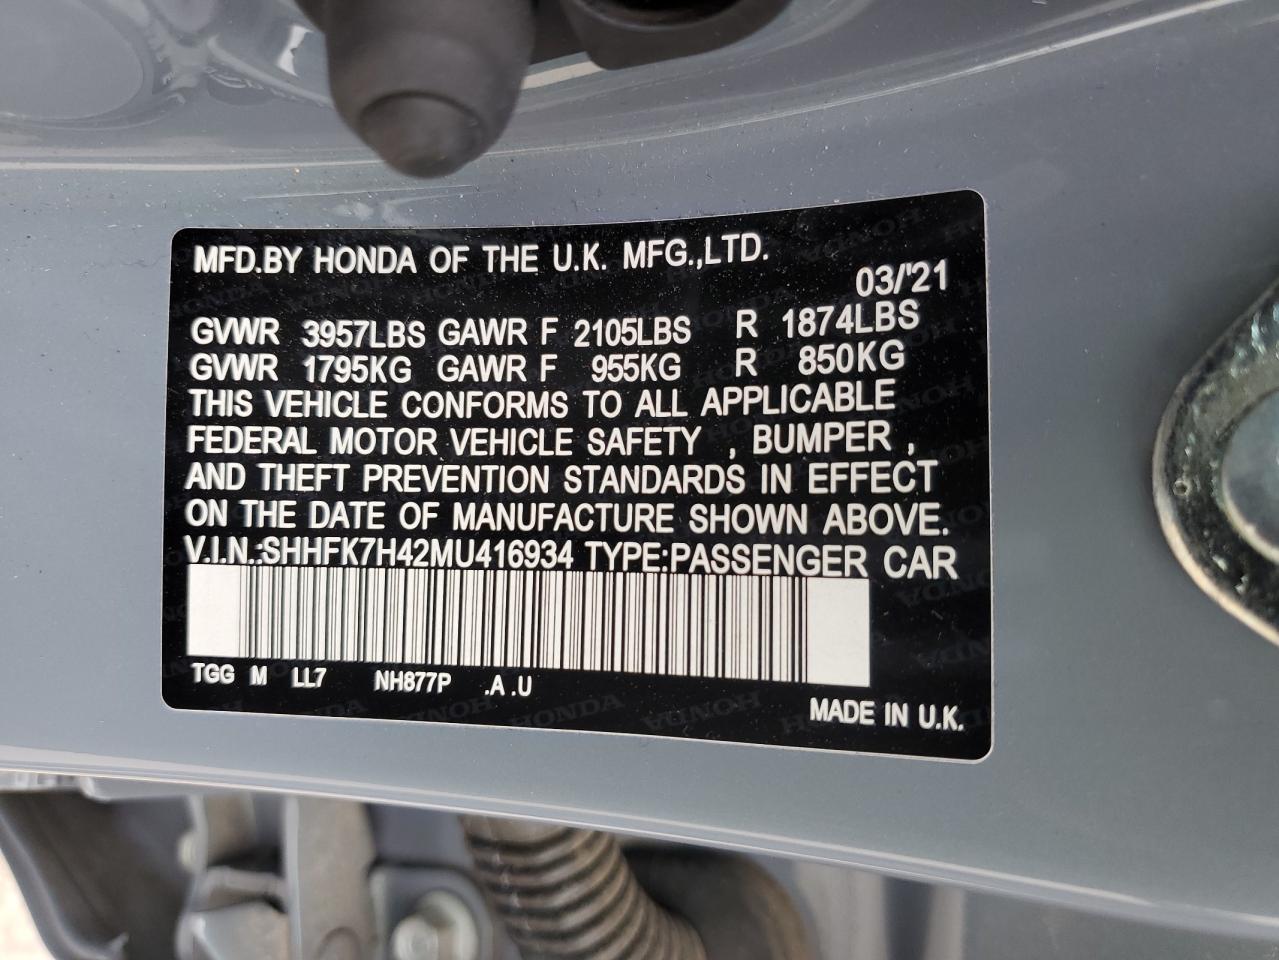 MFD.BY HONDA OF THE U.K. MFG.,LTD.
03/'21
GVWR 3957LBS GAWR F 2105LBS R 1874LBS
GVWR 1795KG GAWR F 955KG R 850KG
THIS VEHICLE CONFORMS TO ALL APPLICABLE
FEDERAL MOTOR VEHICLE SAFETY , BUMPER ,
AND THEFT PREVENTION STANDARDS IN EFFECT
ON THE DATE OF MANUFACTURE SHOWN ABOVE.
V.I.N.:SHHFK7H42MU416934 TYPE:PASSENGER CAR
TGG M LL7 NH877P .A .U
MADE IN U.K.